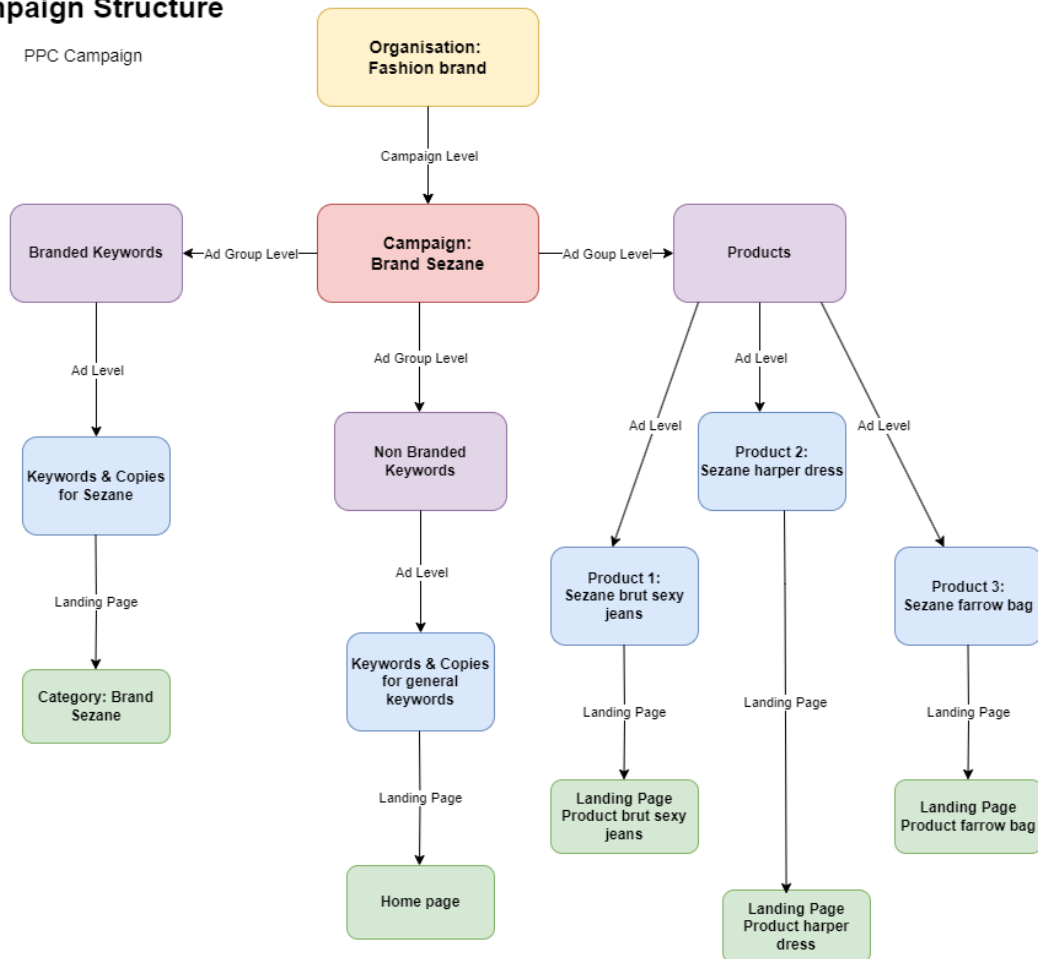 mpaign Structure
PPC Campaign
Organisation:
Fashion brand
Campaign Level
Branded Keywords
Ad Group Level
Campaign:
Brand Sezane
Ad Goup Level
Products
Ad Level
Ad Group Level
Ad Level
Ad Level
Ad Level
Keywords & Copies
for Sezane
Non Branded
Keywords
Product 2:
Sezane harper dress
Landing Page
Ad Level
Product 1:
Sezane brut sexy
jeans
Product 3:
Sezane farrow bag
Category: Brand
Sezane
Keywords & Copies
for general
keywords
Landing Page
Landing Page
Landing Page
Landing Page
Landing Page
Product brut sexy
jeans
Landing Page
Product farrow bag
Home page
Landing Page
Product harper
dress